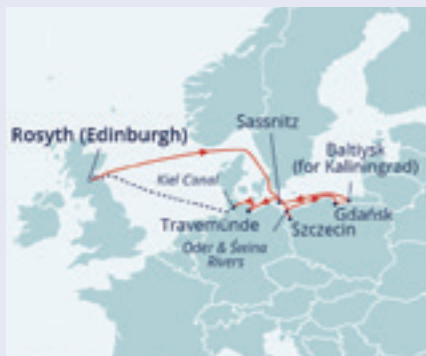 Sassnitz
Rosyth (Edinburgh)
Baltiysk
(for Kaliningrad)
Kiel Canal
Gdańsk
Travemünde
Szczecin
Oder & Świna
Rivers